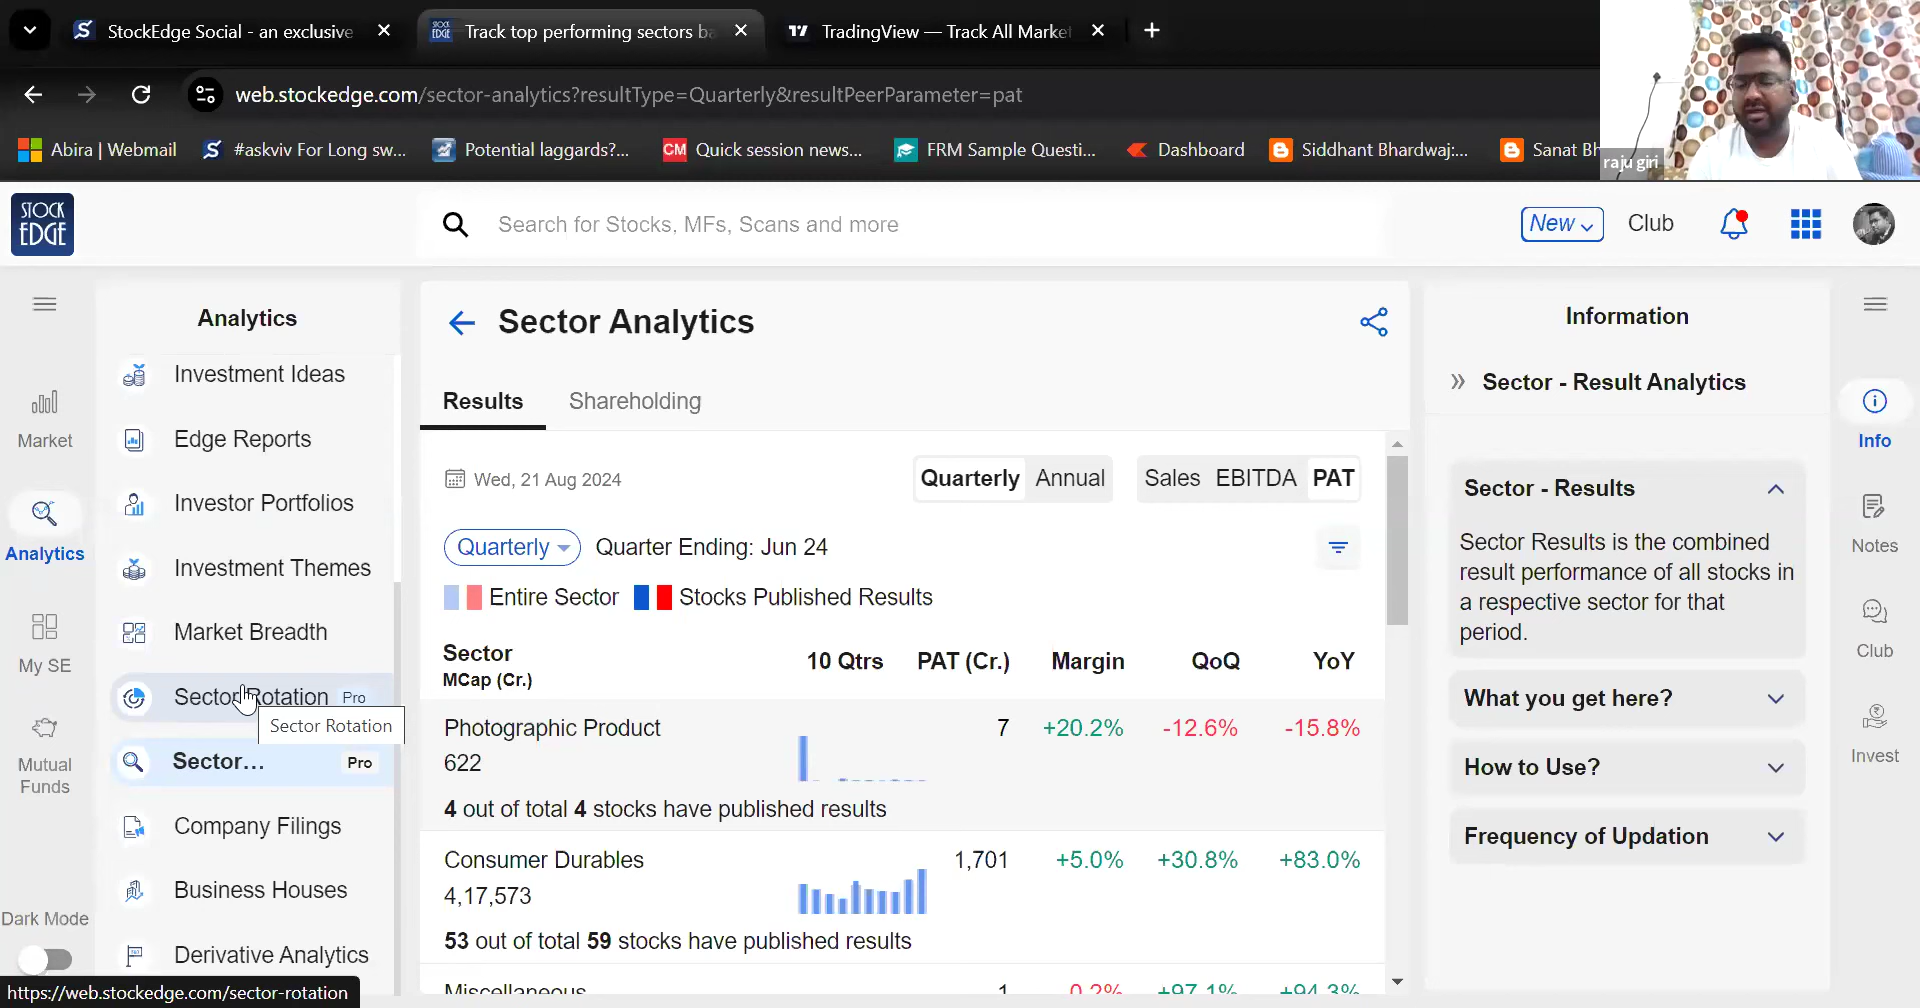 StockEdge Social - an exclusive
Track top performing sectors ba
TradingView — Track All Market
web.stockedge.com/sector-analytics?resultType=Quarterly&resultPeerParameter=pat
Abira | Webmail
#askviv For Long sw...
Potential laggards?...
CM Quick session news...
FRM Sample Questi...
Dashboard
Siddhant Bhardwaj:...
Sanat Bh
raju giri
STOCK
EDGE
Search for Stocks, MFs, Scans and more
New
Club
Market
Analytics
My SE
Mutual
Funds
Dark Mode
Analytics
Investment Ideas
Edge Reports
Investor Portfolios
Investment Themes
Market Breadth
Sector Rotation Pro
Sector Rotation
Sector... Pro
Company Filings
Business Houses
Derivative Analytics
https://web.stockedge.com/sector-rotation
Sector Analytics
Results Shareholding
Wed, 21 Aug 2024
Quarterly Annual
Sales EBITDA PAT
Quarterly Quarter Ending: Jun 24
Entire Sector Stocks Published Results
Sector 10 Qtrs PAT (Cr.) Margin QoQ YoY
MCap (Cr.)
Photographic Product 7 +20.2% -12.6% -15.8%
622
4 out of total 4 stocks have published results
Consumer Durables 1,701 +5.0% +30.8% +83.0%
4,17,573
53 out of total 59 stocks have published results
Miscellaneous 1 0.2% +97.1% +94.3%
Information
Sector - Result Analytics
Sector - Results
Sector Results is the combined
result performance of all stocks in
a respective sector for that
period.
What you get here?
How to Use?
Frequency of Updation
Info
Notes
Club
Invest